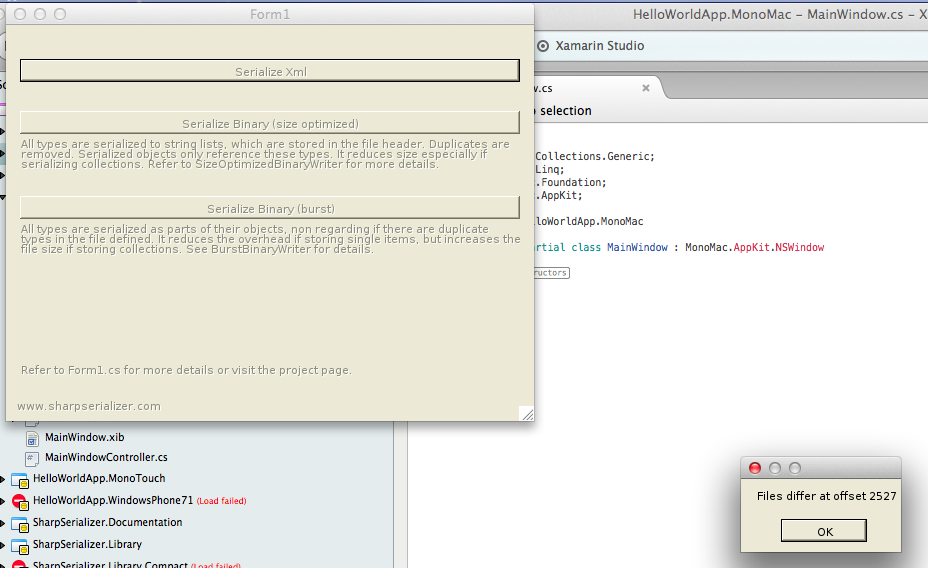 Form1
HelloWorldApp.MonoMac – MainWindow.cs – X
Xamarin Studio
Serialize Xml
.cs
selection
Serialize Binary (size optimized)
All types are serialized to string lists, which are stored in the file header. Duplicates are
removed. Serialized objects only reference these types. It reduces size especially if
serializing collections. Refer to SizeOptimizedBinaryWriter for more details.
Serialize Binary (burst)
All types are serialized as parts of their objects, non regarding if there are duplicate
types in the file defined. It reduces the overhead if storing single items, but increases the
file size if storing collections. See BurstBinaryWriter for details.
Collections.Generic;
Linq;
.Foundation;
.AppKit;
lloWorldApp.MonoMac
rtial class MainWindow : MonoMac.AppKit.NSWindow
ructors
Refer to Form1.cs for more details or visit the project page.
www.sharpserializer.com
MainWindow.xib
MainWindowController.cs
HelloWorldApp.MonoTouch
HelloWorldApp.WindowsPhone71 (Load failed)
SharpSerializer.Documentation
SharpSerializer.Library
SharpSerializer.Library.Compact (Load failed)
Files differ at offset 2527
OK